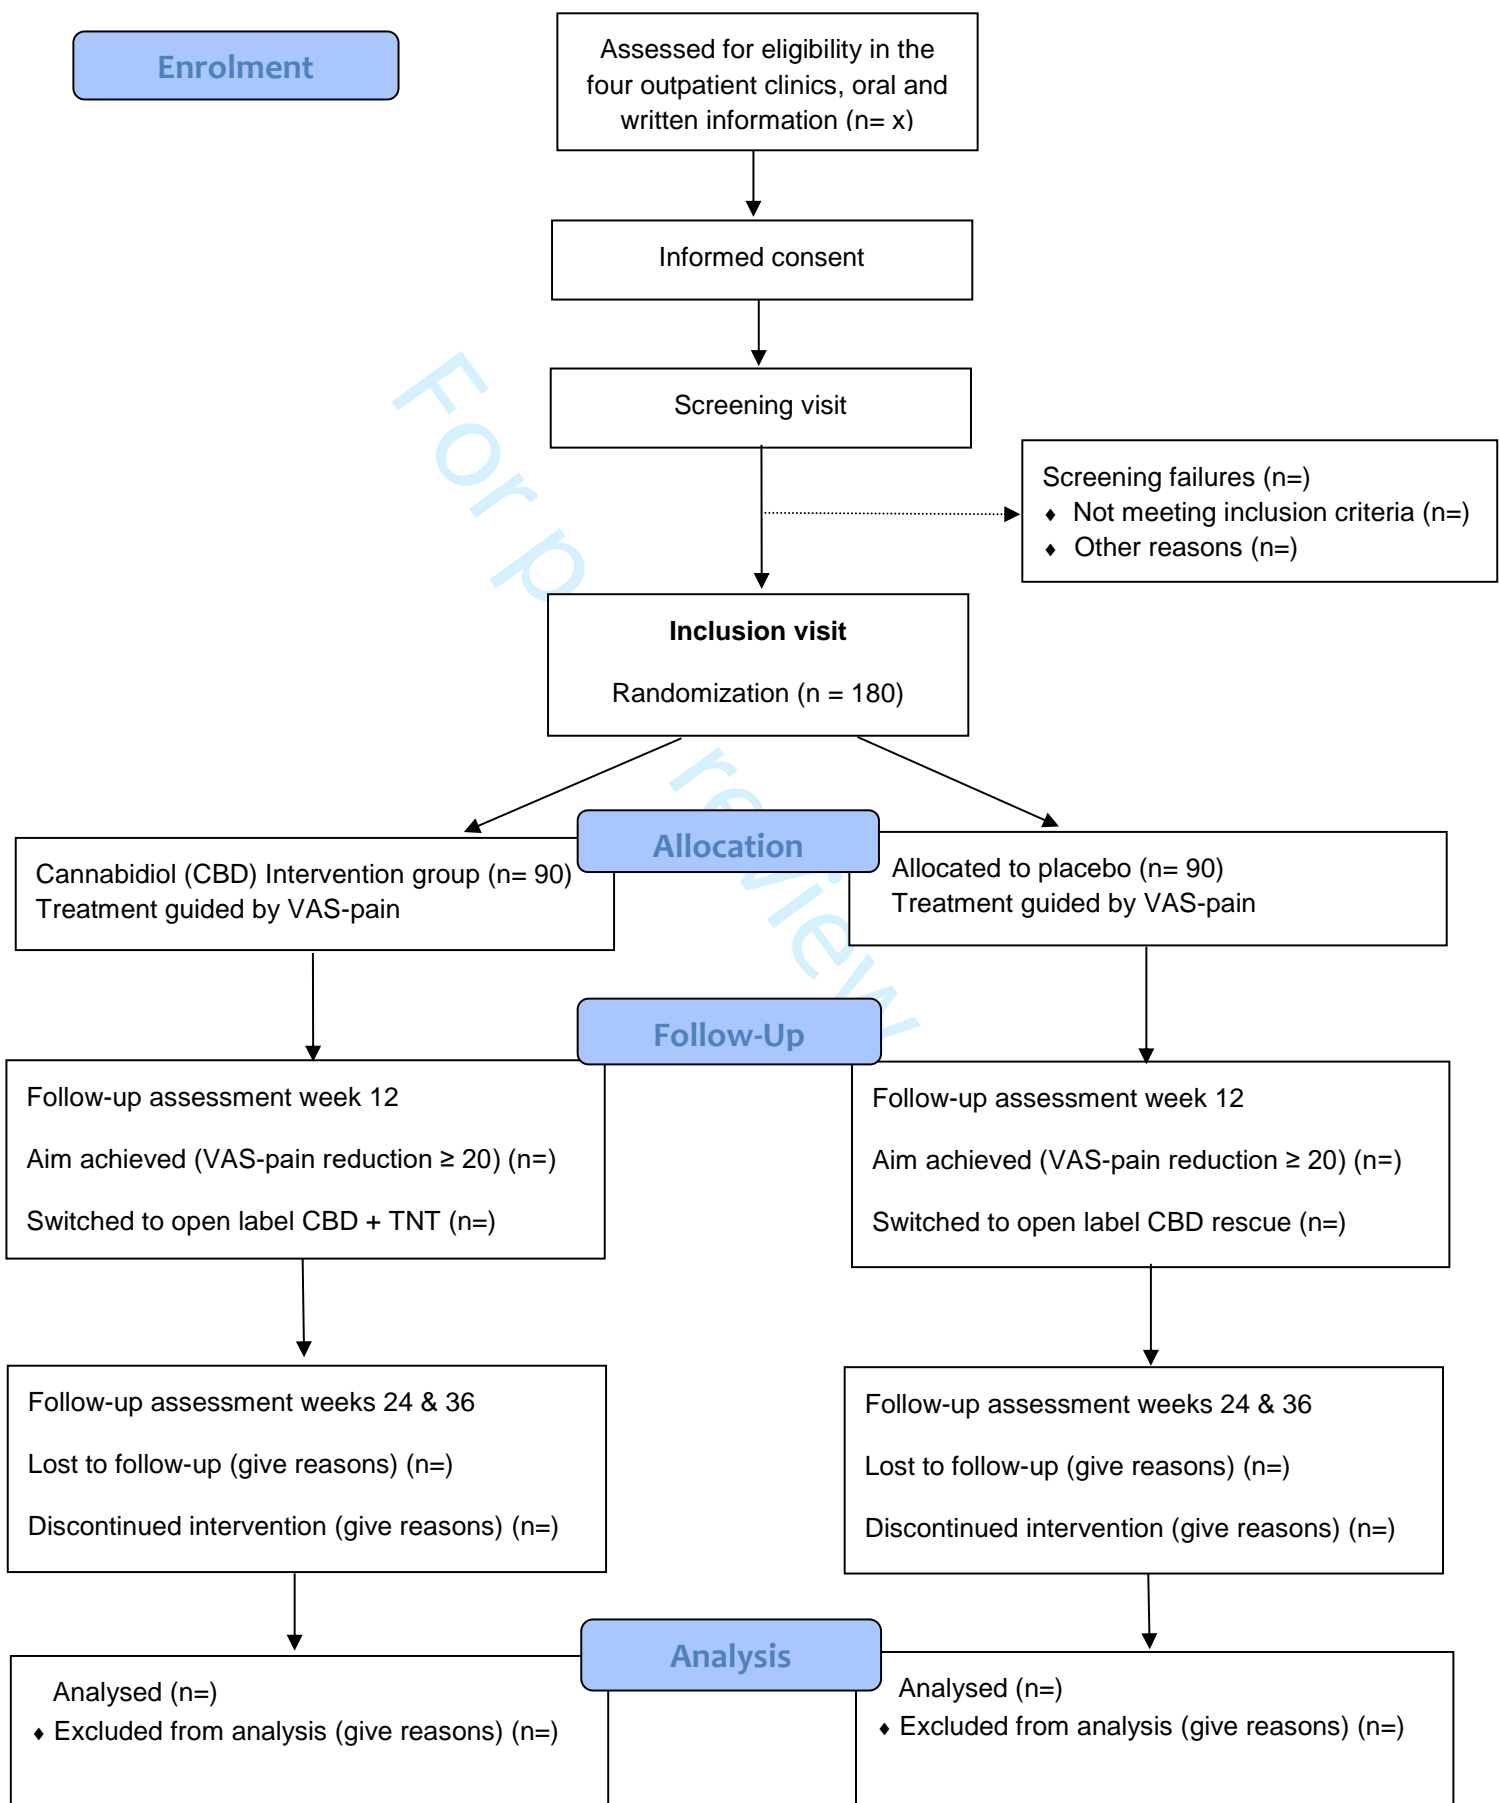 Enrolment
Assessed for eligibility in the
four outpatient clinics, oral and
written information (n= x)
Informed consent
Screening visit
Screening failures (n=)
♦ Not meeting inclusion criteria (n=)
♦ Other reasons (n=)
Inclusion visit
Randomization (n = 180)
Allocation
Cannabidiol (CBD) Intervention group (n= 90)
Treatment guided by VAS-pain
Allocated to placebo (n= 90)
Treatment guided by VAS-pain
Follow-Up
Follow-up assessment week 12
Aim achieved (VAS-pain reduction ≥ 20) (n=)
Switched to open label CBD + TNT (n=)
Follow-up assessment week 12
Aim achieved (VAS-pain reduction ≥ 20) (n=)
Switched to open label CBD rescue (n=)
Follow-up assessment weeks 24 & 36
Lost to follow-up (give reasons) (n=)
Discontinued intervention (give reasons) (n=)
Follow-up assessment weeks 24 & 36
Lost to follow-up (give reasons) (n=)
Discontinued intervention (give reasons) (n=)
Analysis
Analysed (n=)
♦ Excluded from analysis (give reasons) (n=)
Analysed (n=)
♦ Excluded from analysis (give reasons) (n=)
For p review